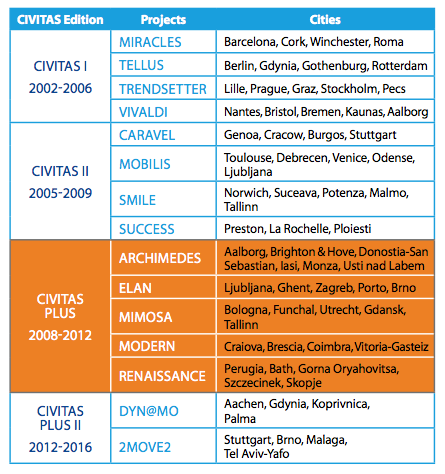 CIVITAS Edition Projects Cities
CIVITAS I
2002-2006
MIRACLES Barcelona, Cork, Winchester, Roma
TELLUS Berlin, Gdynia, Gothenburg, Rotterdam
TRENDSETTER Lille, Prague, Graz, Stockholm, Pecs
VIVALDI Nantes, Bristol, Bremen, Kaunas, Aalborg
CIVITAS II
2005-2009
CARAVEL Genoa, Cracow, Burgos, Stuttgart
MOBILIS Toulouse, Debrecen, Venice, Odense,
Ljubljana
SMILE Norwich, Suceava, Potenza, Malmo,
Tallinn
SUCCESS Preston, La Rochelle, Ploiesti
CIVITAS
PLUS
2008-2012
ARCHIMEDES Aalborg, Brighton & Hove, Donostia-San
Sebastian, Iasi, Monza, Usti nad Labem
ELAN Ljubljana, Ghent, Zagreb, Porto, Brno
MIMOSA Bologna, Funchal, Utrecht, Gdansk,
Tallinn
MODERN Craiova, Brescia, Coimbra, Vitoria-Gasteiz
RENAISSANCE Perugia, Bath, Gorna Oryahovitsa,
Szczecinek, Skopje
CIVITAS
PLUS II
2012-2016
DYN@MO Aachen, Gdynia, Koprivnica,
Palma
2MOVE2 Stuttgart, Brno, Malaga,
Tel Aviv-Yafo